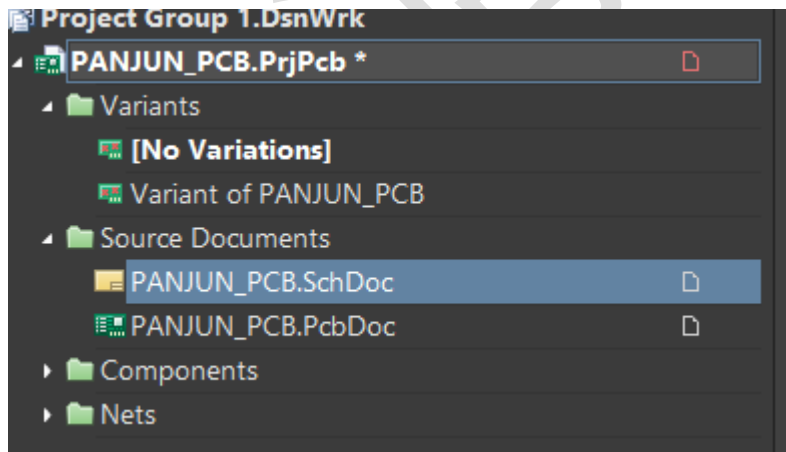 Project Group 1.DsnWrk
PANJUN_PCB.PrjPcb *
Variants
[No Variations]
Variant of PANJUN_PCB
Source Documents
PANJUN_PCB.SchDoc
PANJUN_PCB.PcbDoc
Components
Nets